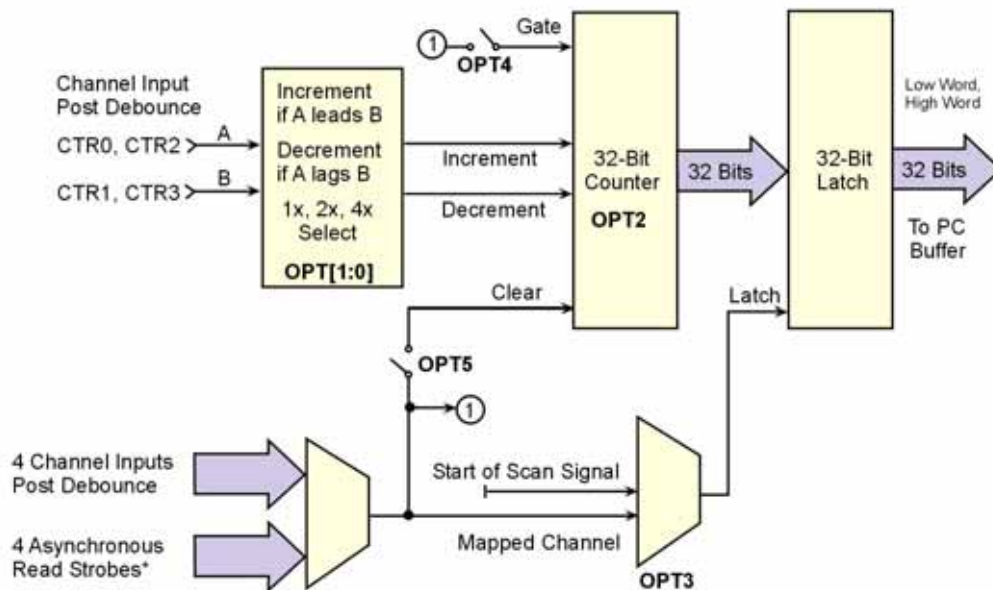 1
Gate
OPT4
Channel Input
Post Debounce
CTR0, CTR2
A
CTR1, CTR3
B
Increment
if A leads B
Decrement
if A lags B
1x, 2x, 4x
Select
OPT[1:0]
Increment
Decrement
32-Bit
Counter
OPT2
32 Bits
32-Bit
Latch
Low Word,
High Word
32 Bits
To PC
Buffer
Clear
Latch
OPT5
1
4 Channel Inputs
Post Debounce
4 Asynchronous
Read Strobes*
Start of Scan Signal
Mapped Channel
OPT3